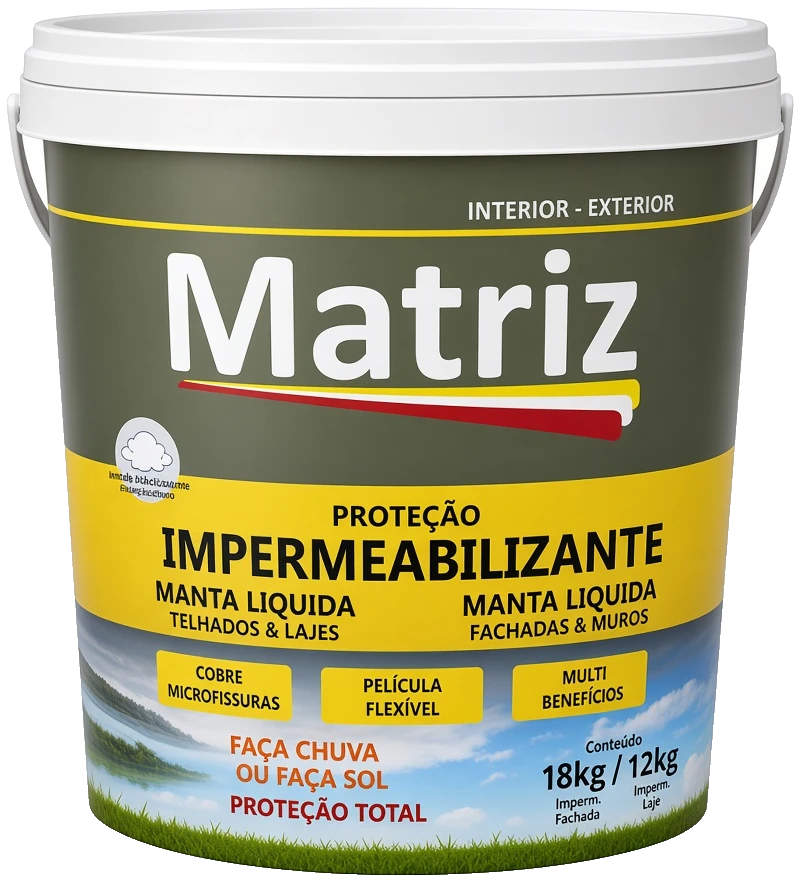 INTERIOR - EXTERIOR
Matriz
PROTEÇÃO
IMPERMEABILIZANTE
MANTA LIQUIDA
TELHADOS & LAJES
MANTA LIQUIDA
FACHADAS & MUROS
COBRE
MICROFISSURAS
PELÍCULA
FLEXÍVEL
MULTI
BENEFÍCIOS
FAÇA CHUVA
OU FAÇA SOL
PROTEÇÃO TOTAL
Conteúdo
18kg / 12kg
Imperm.
Fachada
Imperm.
Laje